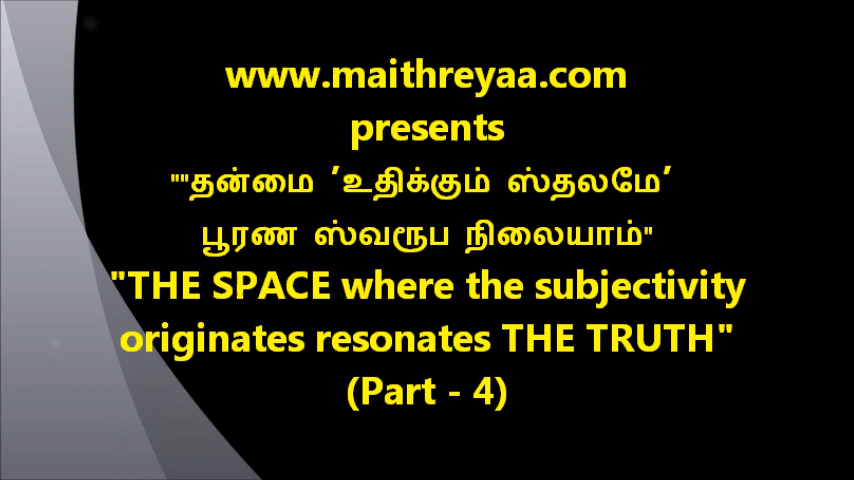 www.maithreyaa.com
presents
""தன்மை ’உதிக்கும் ஸ்தலமே’
பூரண ஸ்வரூப நிலையாம்"
"THE SPACE where the subjectivity
originates resonates THE TRUTH"
(Part - 4)